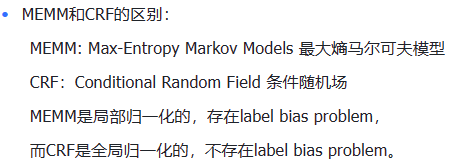 • MEMM和CRF的区别：
MEMM: Max-Entropy Markov Models 最大熵马尔可夫模型
CRF：Conditional Random Field 条件随机场
MEMM是局部归一化的，存在label bias problem，
而CRF是全局归一化的，不存在label bias problem。